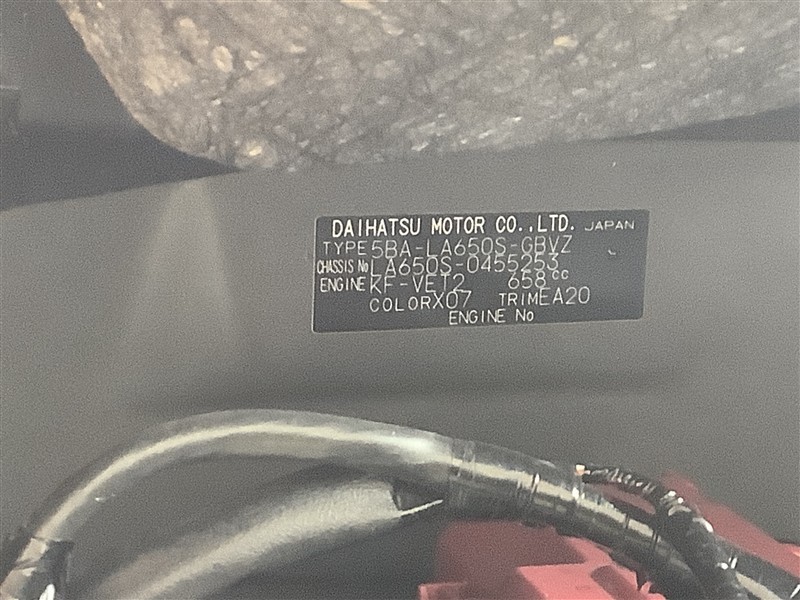 DAIHATSU MOTOR CO.,LTD. JAPAN
TYPE 5BA-LA650S-GBVZ
CHASSIS No LA650S-0455253
ENGINE KF-VET2 658cc
COLOR X07 TRIM EA20
ENGINE No